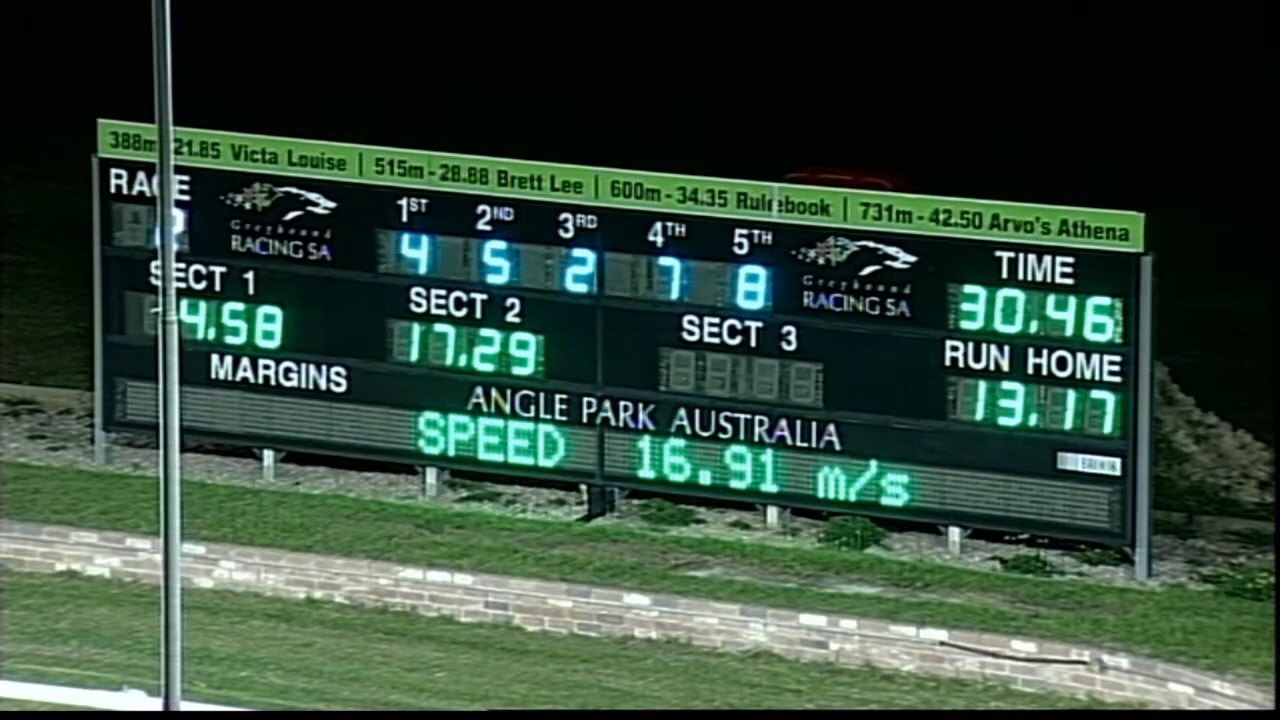 388m 21.85 Victa Louise | 515m - 28.88 Brett Lee | 600m - 34.35 Rulebook | 731m - 42.50 Arvo's Athena
RACE 2
Greyhound
RACING SA
1ST 2ND 3RD 4TH 5TH
4 5 2 7 8
Greyhound
RACING SA
TIME
30.46
SECT 1
4.58
SECT 2
17.29
SECT 3
RUN HOME
13.17
MARGINS
ANGLE PARK AUSTRALIA
SPEED 16.91 m/s